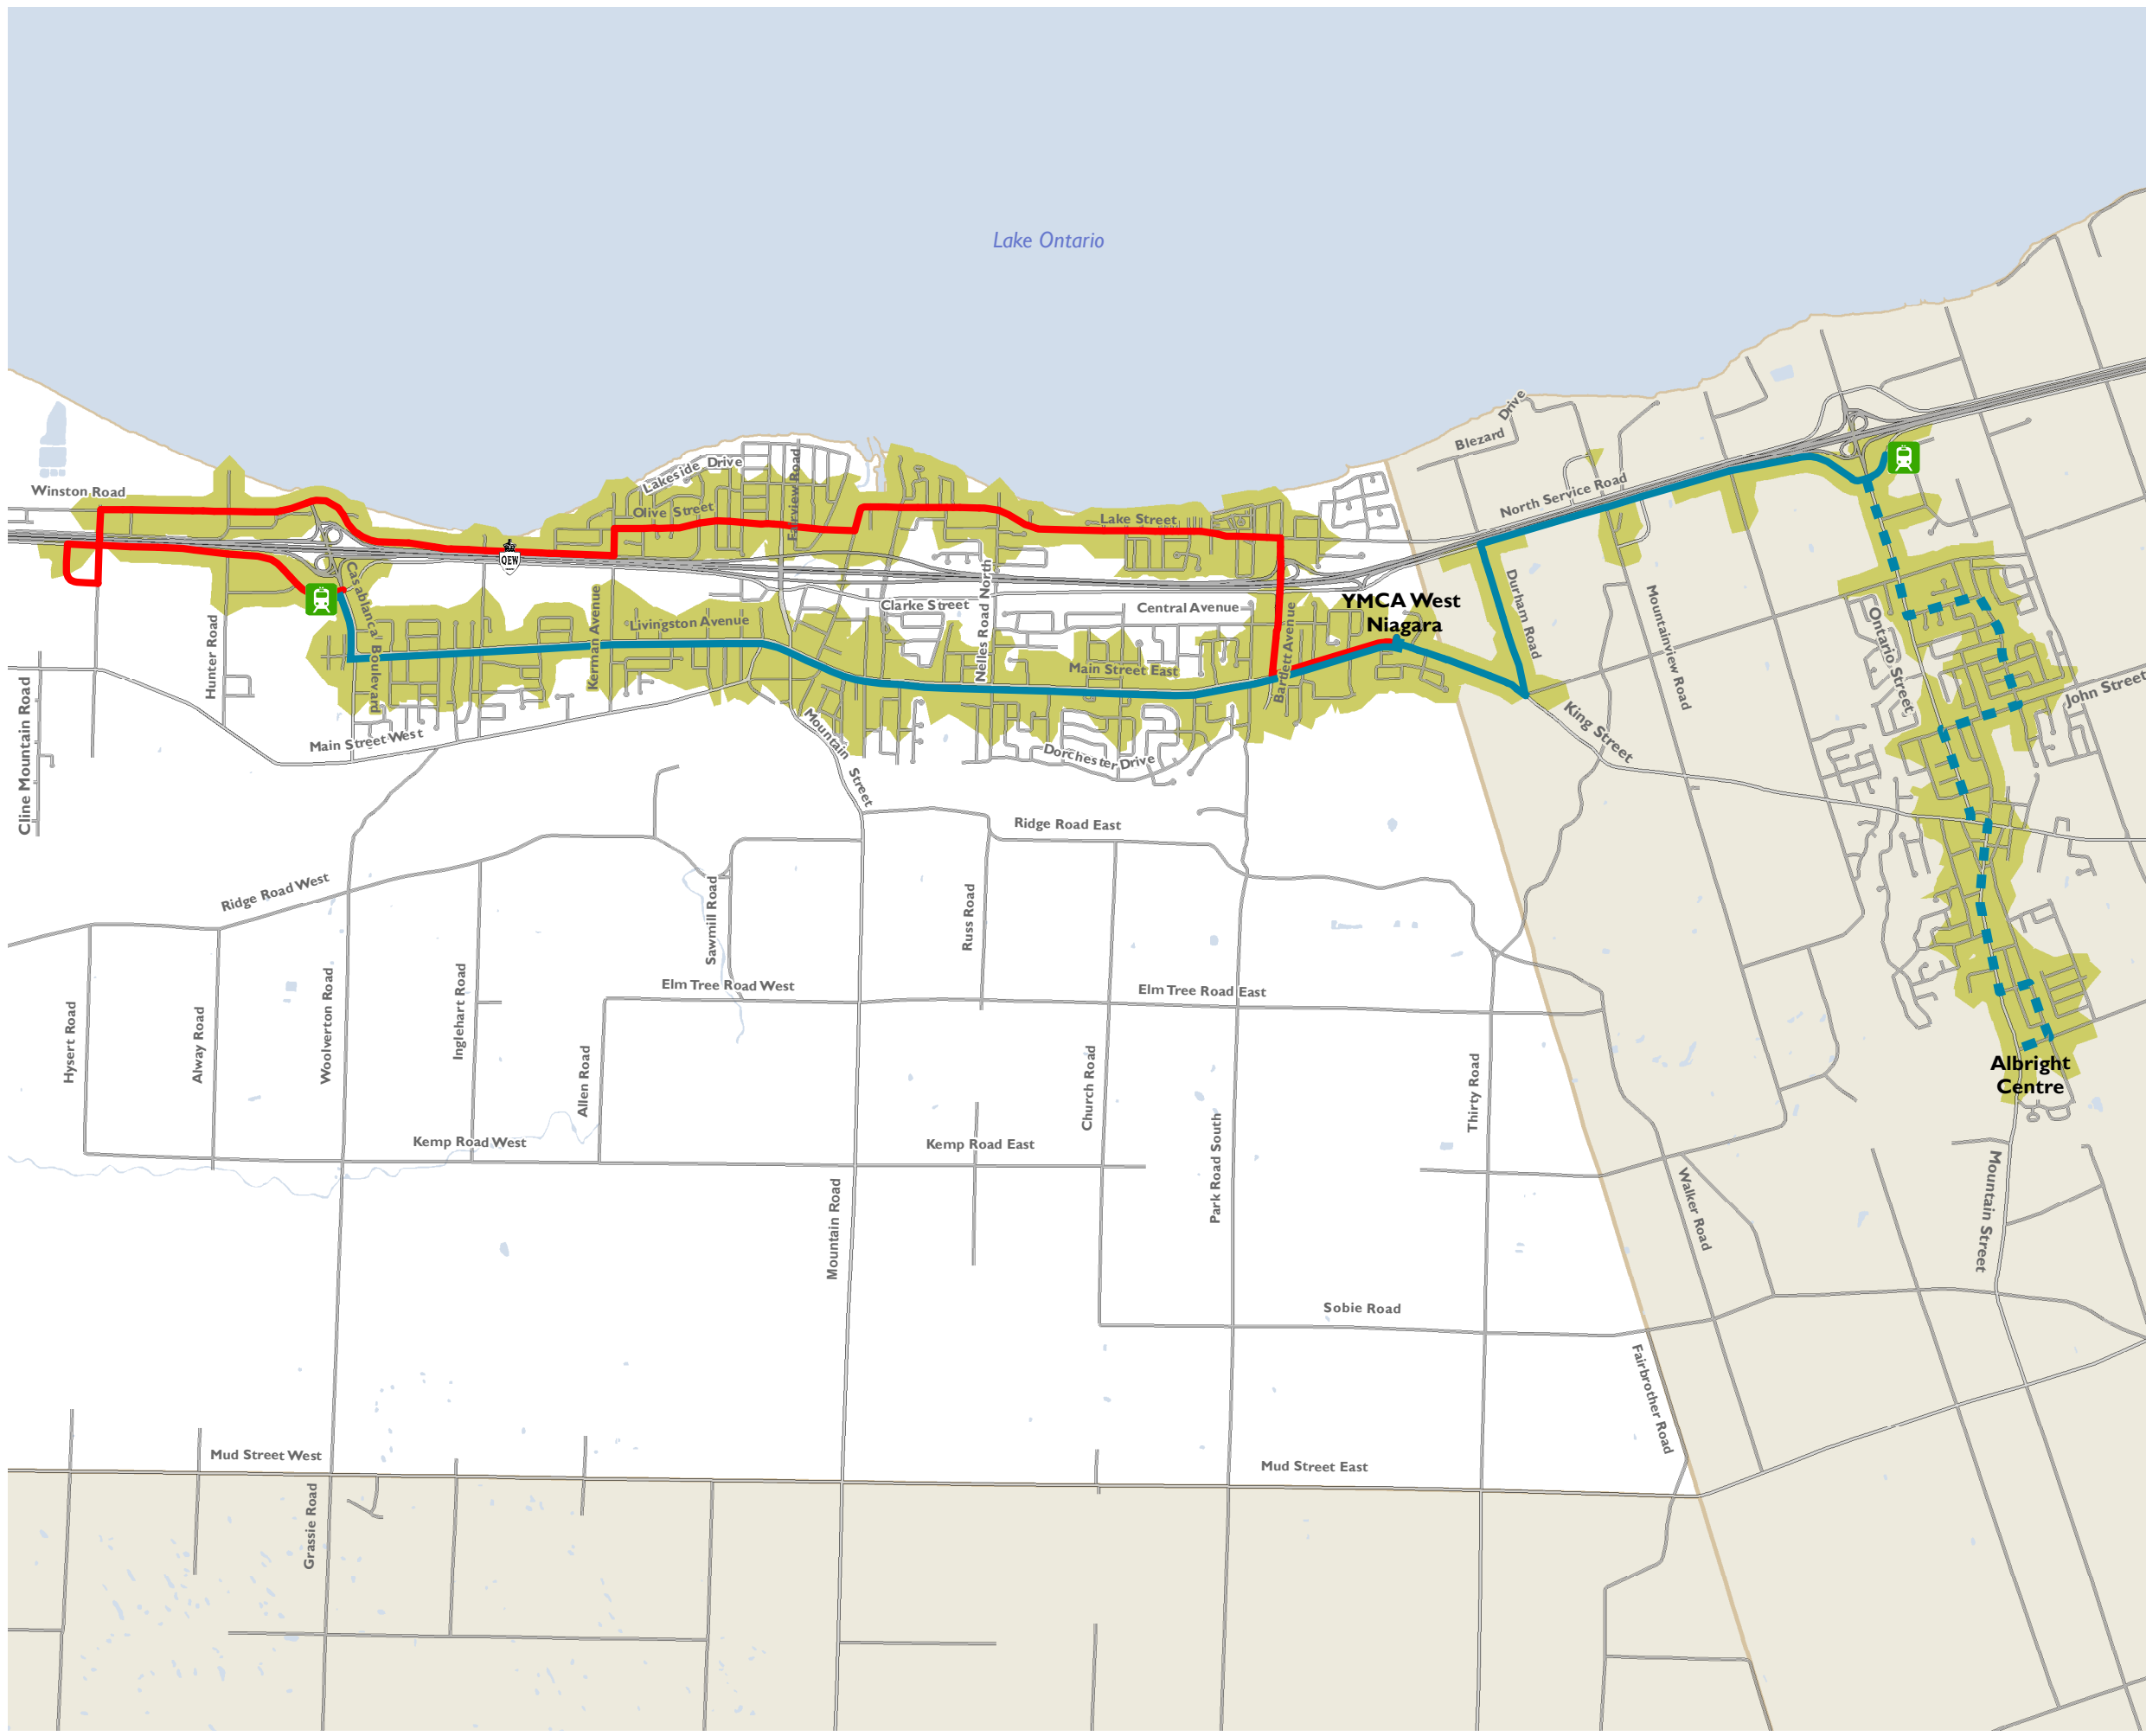 Lake Ontario
Blezard
Drive
Winston Road
Lakeside Drive
Fairview Road
Olive Street
Lake Street
North Service Road
QEW
Casablanca Boulevard
Hunter Road
Kerman Avenue
Livingston Avenue
Clarke Street
Nelles Road North
Central Avenue
Bartlett Avenue
YMCA West
Niagara
Durham Road
Mountainview Road
Ontario Street
John Street
Main Street East
Cline Mountain Road
Main Street West
Mountain Street
Dorchester Drive
King Street
Ridge Road East
Ridge Road West
Sawmill Road
Russ Road
Elm Tree Road West
Elm Tree Road East
Hysert Road
Alway Road
Woolverton Road
Inglehart Road
Allen Road
Church Road
Thirty Road
Albright
Centre
Kemp Road West
Kemp Road East
Mountain Road
Park Road South
Walker Road
Mountain Street
Sobie Road
Fairbrother Road
Mud Street West
Mud Street East
Grassie Road